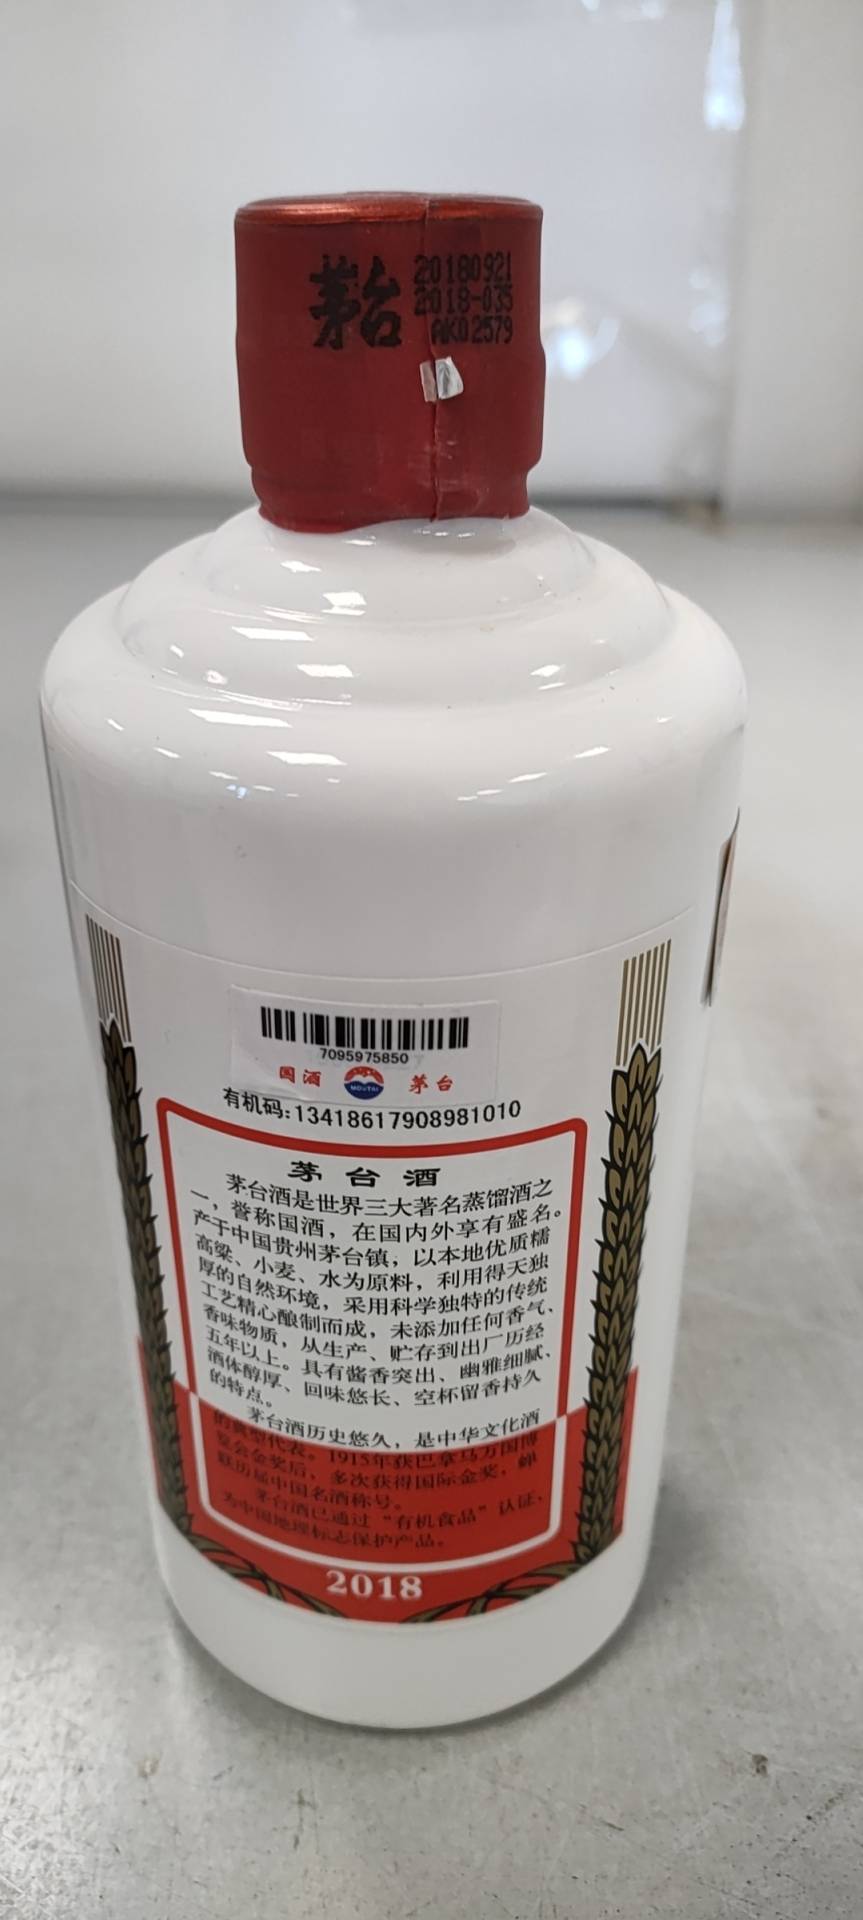 茅台
20180921
2018-035
AK02579
7095975850
国酒 MOUTAI 茅台
有机码:13418617908981010
茅台酒
茅台酒是世界三大著名蒸馏酒之
一，誉称国酒，在国内外享有盛名。
产于中国贵州茅台镇，以本地优质糯
高粱、小麦、水为原料，利用得天独
厚的自然环境，采用科学独特的传统
工艺精心酿制而成，未添加任何香气、
香味物质，从生产、贮存到出厂历经
五年以上。具有酱香突出、幽雅细腻、
酒体醇厚、回味悠长、空杯留香持久
的特点。
茅台酒历史悠久，是中华文化酒
的典型代表。1915年获巴拿马万国博
览会金奖后，多次获得国际金奖，蝉
联历届中国名酒称号。
茅台酒已通过“有机食品”认证，
为中国地理标志保护产品。
2018